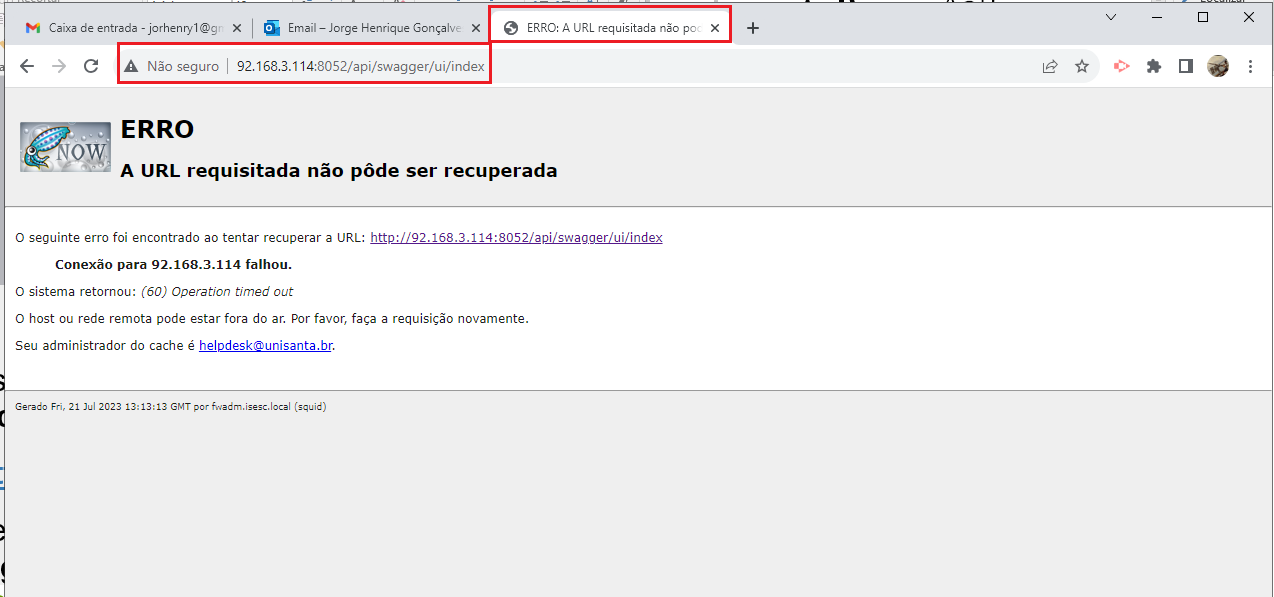 Caixa de entrada - jorhenry1@gm
Email – Jorge Henrique Gonçalve
ERRO: A URL requisitada não poc
Não seguro | 92.168.3.114:8052/api/swagger/ui/index
NOW
ERRO
A URL requisitada não pôde ser recuperada
O seguinte erro foi encontrado ao tentar recuperar a URL: http://92.168.3.114:8052/api/swagger/ui/index
Conexão para 92.168.3.114 falhou.
O sistema retornou: (60) Operation timed out
O host ou rede remota pode estar fora do ar. Por favor, faça a requisição novamente.
Seu administrador do cache é helpdesk@unisanta.br.
Gerado Fri, 21 Jul 2023 13:13:13 GMT por fwadm.isesc.local (squid)